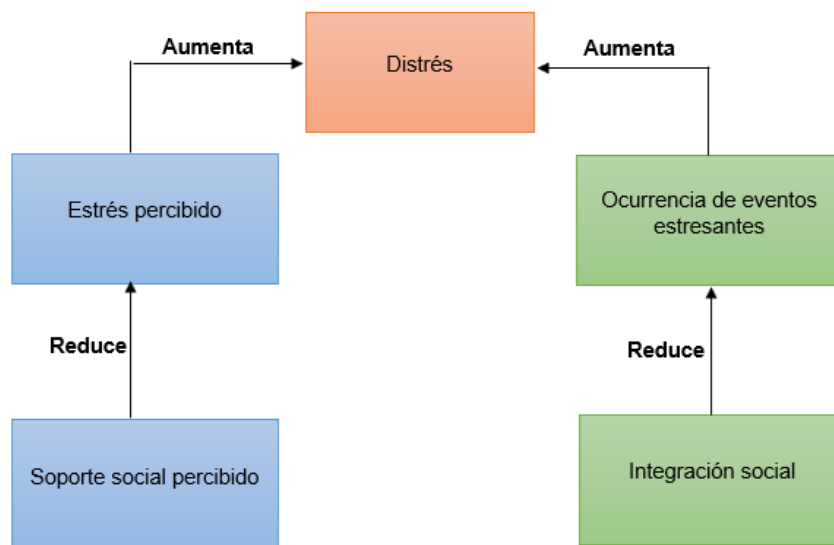 Aumenta
Distrés
Aumenta
Estrés percibido
Ocurrencia de eventos
estresantes
Reduce
Reduce
Soporte social percibido
Integración social